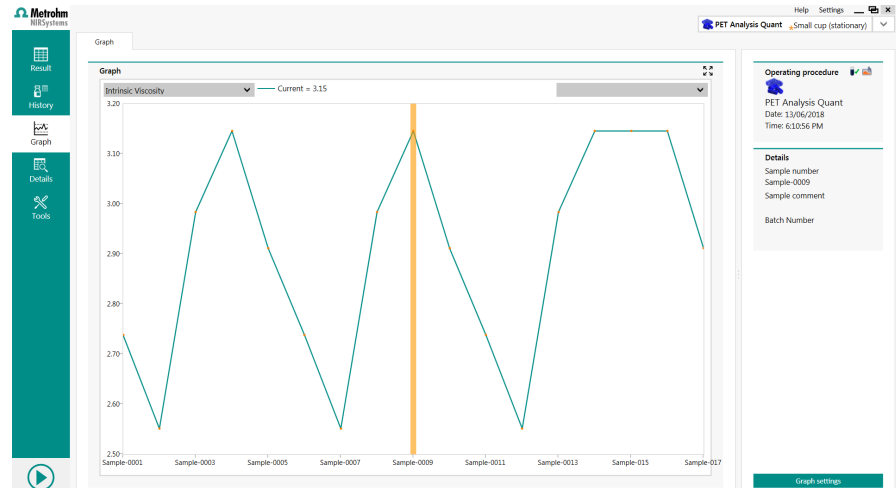 Metrohm
NIRSystems
Help Settings
PET Analysis Quant Small cup (stationary)
Result
History
Graph
Details
Tools
Graph
Graph
Intrinsic Viscosity
Current = 3.15
3.20
3.10
3.00
2.90
2.80
2.70
2.60
2.50
Sample-0001 Sample-0003 Sample-0005 Sample-0007 Sample-0009 Sample-0011 Sample-0013 Sample-015 Sample-017
Operating procedure
PET Analysis Quant
Date: 13/06/2018
Time: 6:10:56 PM
Details
Sample number
Sample-0009
Sample comment
Batch Number
Graph settings